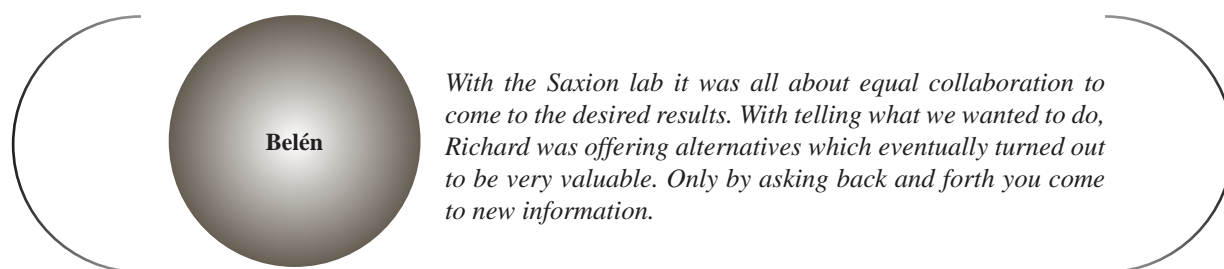 Belén
With the Saxion lab it was all about equal collaboration to
come to the desired results. With telling what we wanted to do,
Richard was offering alternatives which eventually turned out
to be very valuable. Only by asking back and forth you come
to new information.